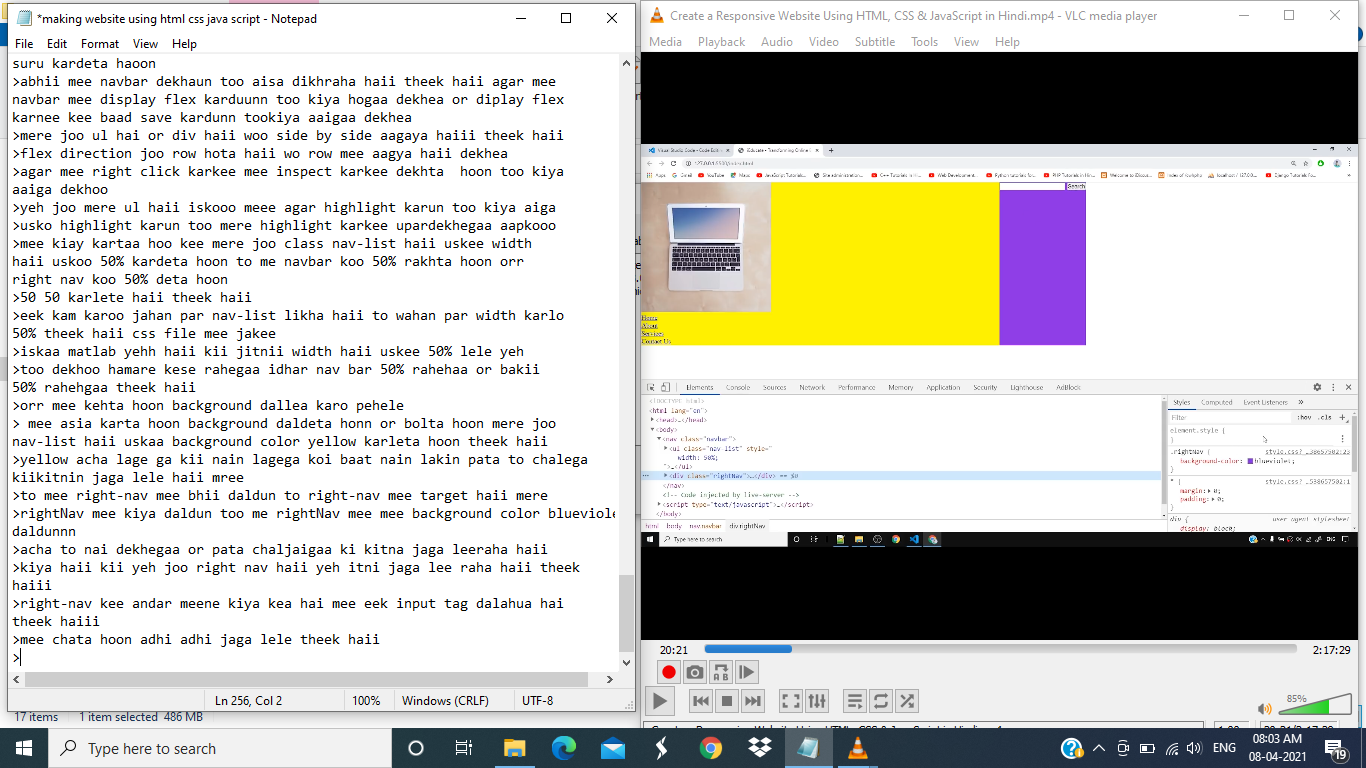 *making website using html css java script - Notepad
File Edit Format View Help
suru kardeta haoon
>abhii mee navbar dekhaun too aisa dikhraha haii theek haii agar mee
navbar mee display flex karduunn too kiya hogaa dekhea or diplay flex
karnee kee baad save kardunn tookiya aaigaa dekhea
>mere joo ul hai or div haii woo side by side aagaya haiii theek haii
>flex direction joo row hota haii wo row mee aagya haii dekhea
>agar mee right click karkee mee inspect karkee dekhta  hoon too kiya
aaiga dekhoo
>yeh joo mere ul haii iskooo meee agar highlight karun too kiya aiga
>usko highlight karun too mere highlight karkee upardekhegaa aapkooo
>mee kiay kartaa hoo kee mere joo class nav-list haii uskee width
haii uskoo 50% kardeta hoon to me navbar koo 50% rakhta hoon orr
right nav koo 50% deta hoon
>50 50 karlete haii theek haii
>eek kam karoo jahan par nav-list likha haii to wahan par width karlo
50% theek haii css file mee jakee
>iskaa matlab yehh haii kii jitnii width haii uskee 50% lele yeh
>too dekhoo hamare kese rahegaa idhar nav bar 50% rahehaa or bakii
50% rahehgaa theek haii
>orr mee kehta hoon background dallea karo pehele
> mee asia karta hoon background daldeta honn or bolta hoon mere joo
nav-list haii uskaa background color yellow karleta hoon theek haii
>yellow acha lage ga kii nain lagega koi baat nain lakin pata to chalega
kiikitnin jaga lele haii mree
>to mee right-nav mee bhii daldun to right-nav mee target haii mere
>rightNav mee kiya daldun too me rightNav mee mee background color blueviole
daldunnn
>acha to nai dekhegaa or pata chaljaigaa ki kitna jaga leeraha haii
>kiya haii kii yeh joo right nav haii yeh itni jaga lee raha haii theek
haiii
>right-nav kee andar meene kiya kea hai mee eek input tag dalahua hai
theek haiii
>mee chata hoon adhi adhi jaga lele theek haii
>
Ln 256, Col 2 100% Windows (CRLF) UTF-8
17 items 1 item selected 486 MB
Create a Responsive Website Using HTML, CSS & JavaScript in Hindi.mp4 - VLC media player
Media Playback Audio Video Subtitle Tools View Help
127.0.0.1:5500/index.html
Search
Home
About
Services
Contact Us
Elements Console Sources Network Performance Memory Application Security Lighthouse AdBlock
<!DOCTYPE html>
<html lang="en">
<head>…</head>
<body>
<nav class="navbar">
<ul class="nav-list" style="
width: 50%;
">…</ul>
<div class="rightNav">…</div> == $0
</nav>
<!-- Code injected by live-server -->
<script type="text/javascript">…</script>
</body>
html body nav.navbar div.rightNav
Styles Computed Event Listeners »
Filter :hov .cls +
element.style {
}
.rightNav {
background-color: blueviolet;
}
* {
margin: 0;
padding: 0;
}
div { user agent stylesheet
display: block;
Type here to search
ENG
20:21 2:17:29
85%
Type here to search
ENG
08:03 AM
08-04-2021
19